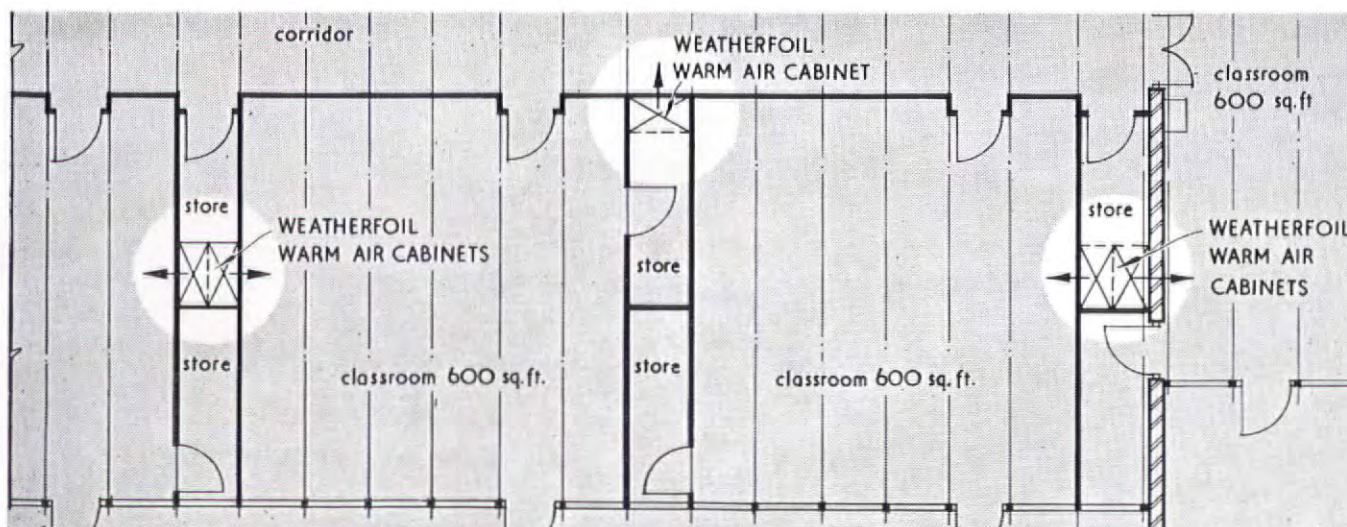 corridor
WEATHERFOIL
WARM AIR CABINET
classroom
600 sq.ft
store
WEATHERFOIL
WARM AIR CABINETS
store
classroom 600 sq.ft.
store
store
classroom 600 sq.ft.
store
WEATHERFOIL
WARM AIR
CABINETS